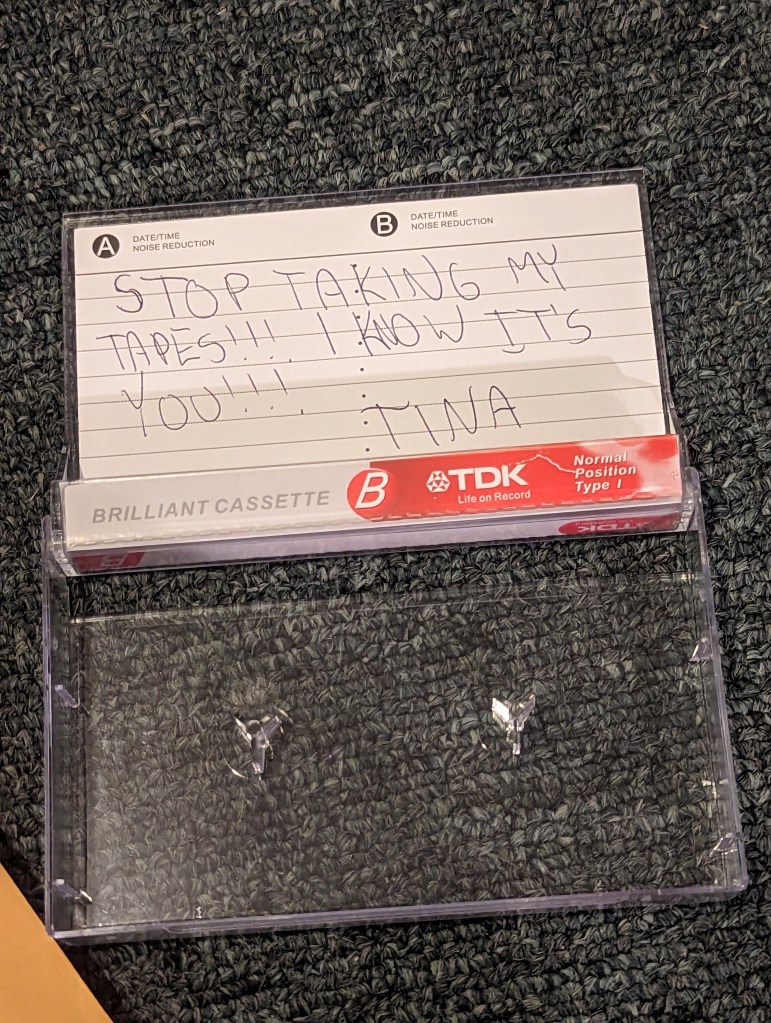 A DATE/TIME
NOISE REDUCTION
B DATE/TIME
NOISE REDUCTION
STOP TAKING MY
TAPES!!! I KNOW IT'S
YOU!!!
TINA
BRILLIANT CASSETTE
B
TDK
Life on Record
Normal
Position
Type I